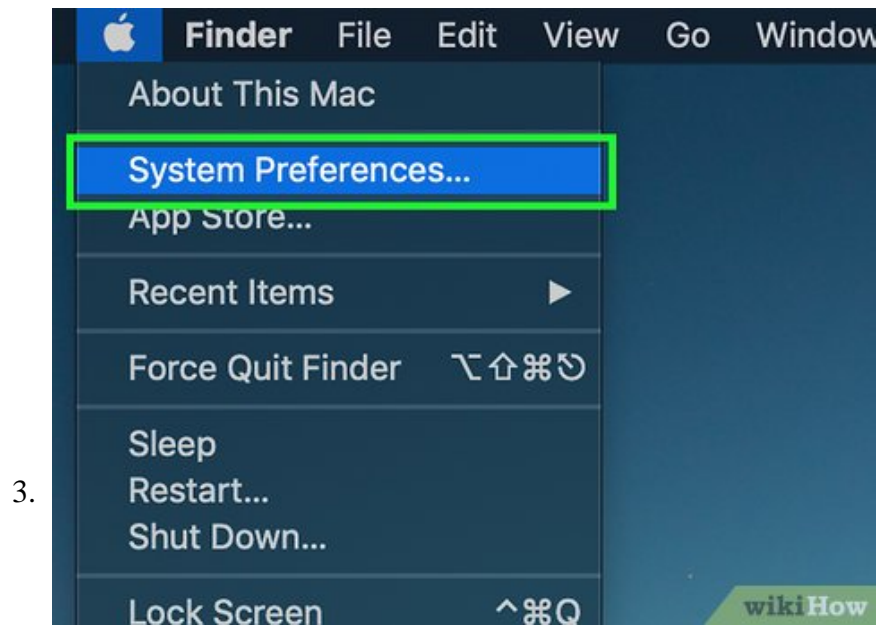 Finder File Edit View Go Window
About This Mac
System Preferences...
App Store...
Recent Items ▶
Force Quit Finder ⌥⇧⌘⎋
Sleep
3.
Restart...
Shut Down...
Lock Screen ^⌘Q
wikiHow